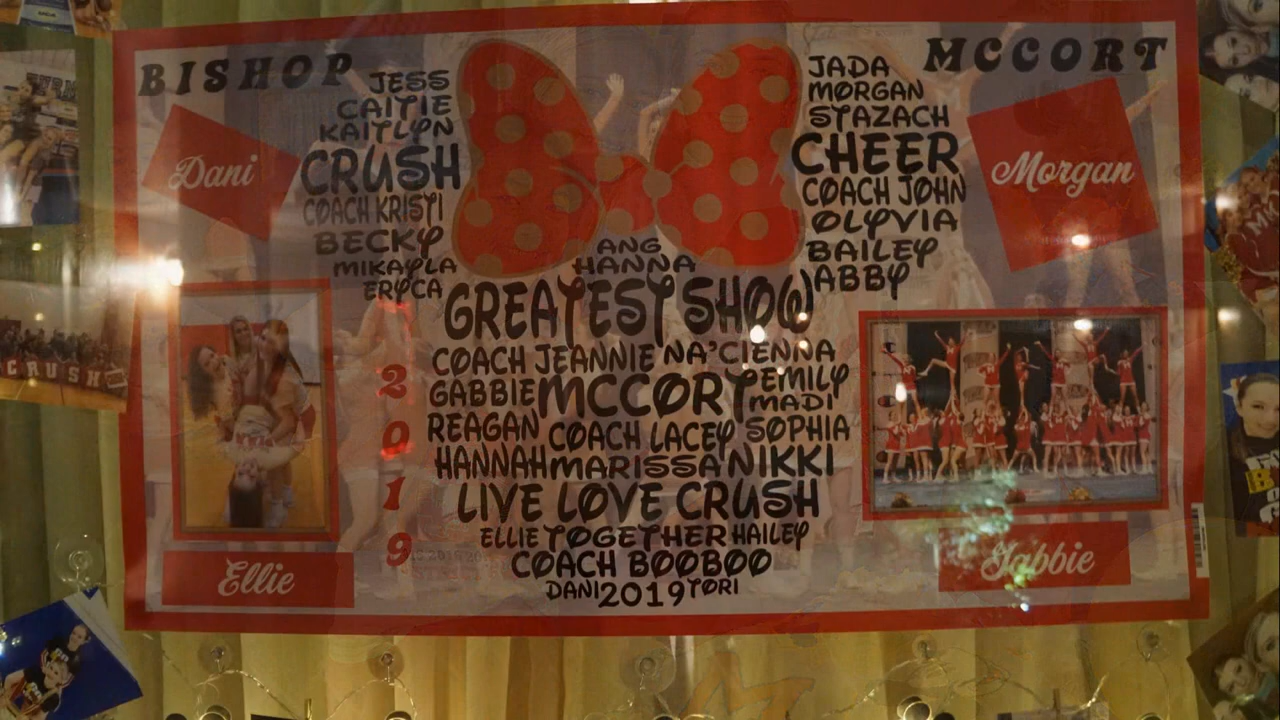 BISHOP
MCCORT
JESS
CAITIE
KAITLYN
CRUSH
COACH KRISTI
BECKY
MIKAYLA
ERYCA
JADA
MORGAN
STAZACH
CHEER
COACH JOHN
OLYVIA
BAILEY
ABBY
Dani
Morgan
ANG
HANNA
GREATEST SHOW
COACH JEANNIE NA'CIENNA
GABBIE MCCORT EMILY
MADI
REAGAN COACH LACEY SOPHIA
HANNAH MARISSA NIKKI
LIVE LOVE CRUSH
ELLIE TOGETHER HAILEY
COACH BOOBOO
DANI 2019 TORI
2
0
1
9
Ellie
Gabbie
CRUSH